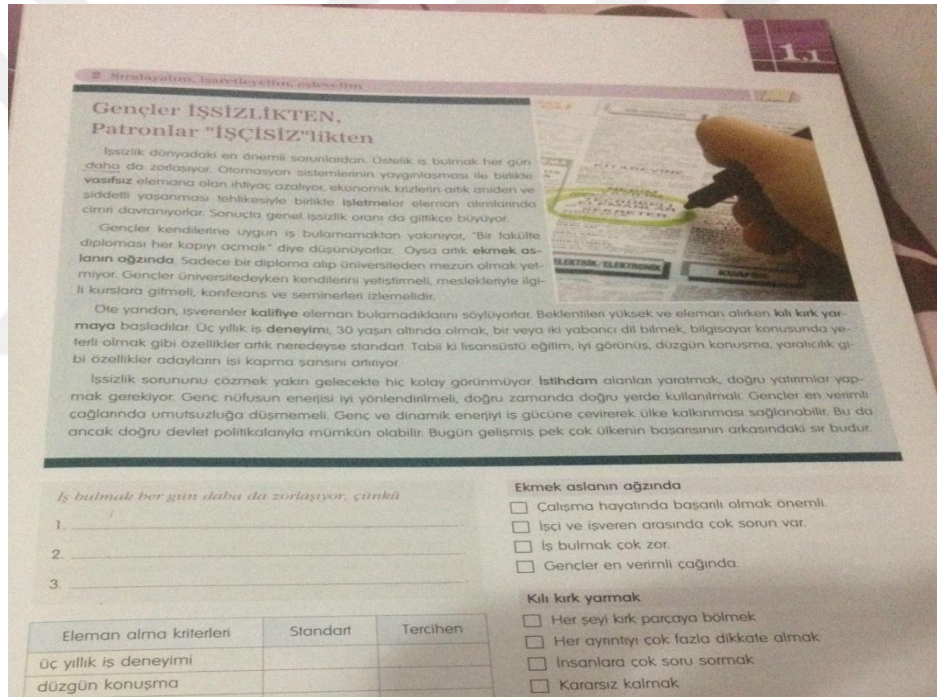 1.1
2 Sıralayalım, işaretleyelim, eşleyelim
Gençler İŞSİZLİKTEN,
Patronlar "İŞÇİSİZ"likten
İşsizlik dünyadaki en önemli sorunlardan. Üstelik iş bulmak her gün
daha da zorlaşıyor. Otomasyon sistemlerinin yaygınlaşması ile birlikte
vasıfsız elemana olan ihtiyaç azalıyor, ekonomik krizlerin artık aniden ve
şiddetli yaşanması tehlikesiyle birlikte işletmeler eleman alımlarında
cimri davranıyorlar. Sonuçta genel işsizlik oranı da gittikçe büyüyor.
Gençler kendilerine uygun iş bulamamaktan yakınıyor, "Bir fakülte
diploması her kapıyı açmalı." diye düşünüyorlar. Oysa artık ekmek as-
lanın ağzında. Sadece bir diploma alıp üniversiteden mezun olmak yet-
miyor. Gençler üniversitedeyken kendilerini yetiştirmeli, meslekleriyle ilgi-
li kurslara gitmeli, konferans ve seminerleri izlemelidir.
Öte yandan, işverenler kalifiye eleman bulamadıklarını söylüyorlar. Beklentileri yüksek ve eleman alırken kılı kırk yar-
maya başladılar. Üç yıllık iş deneyimi, 30 yaşın altında olmak, bir veya iki yabancı dil bilmek, bilgisayar konusunda ye-
terli olmak gibi özellikler artık neredeyse standart. Tabii ki lisansüstü eğitim, iyi görünüş, düzgün konuşma, yaratıcılık gi-
bi özellikler adayların işi kapma şansını artırıyor.
İşsizlik sorununu çözmek yakın gelecekte hiç kolay görünmüyor. İstihdam alanları yaratmak, doğru yatırımlar yap-
mak gerekiyor. Genç nüfusun enerjisi iyi yönlendirilmeli, doğru zamanda doğru yerde kullanılmalı. Gençler en verimli
çağlarında umutsuzluğa düşmemeli. Genç ve dinamik enerjiyi iş gücüne çevirerek ülke kalkınması sağlanabilir. Bu da
ancak doğru devlet politikalarıyla mümkün olabilir. Bugün gelişmiş pek çok ülkenin başarısının arkasındaki sır budur.
ELEMANLAR
SEKRETER
ELEKTRİK/ELEKTRONİK
KUAFÖR
İş bulmak her gün daha da zorlaşıyor, çünkü
1.
2.
3.
Eleman alma kriterleri Standart Tercihen
üç yıllık iş deneyimi
düzgün konuşma
Ekmek aslanın ağzında
Çalışma hayatında başarılı olmak önemli.
İşçi ve işveren arasında çok sorun var.
İş bulmak çok zor.
Gençler en verimli çağında.
Kılı kırk yarmak
Her şeyi kırk parçaya bölmek
Her ayrıntıyı çok fazla dikkate almak
İnsanlara çok soru sormak
Kararsız kalmak